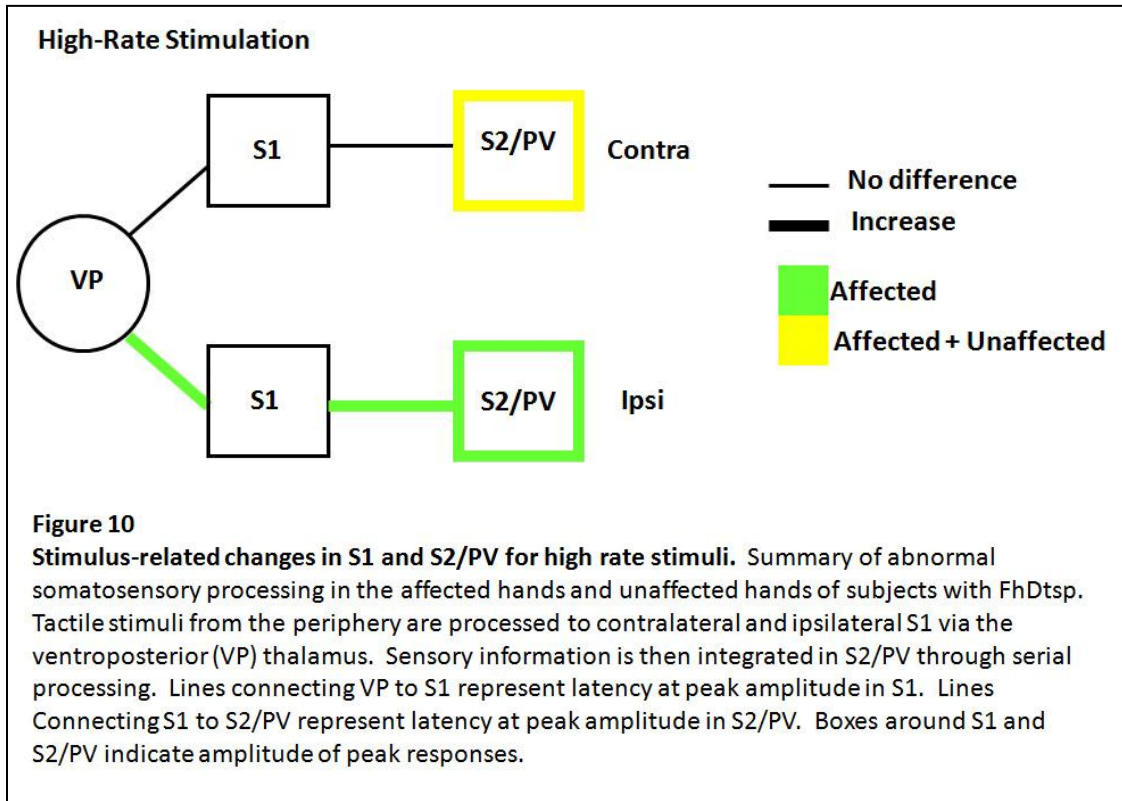 High-Rate Stimulation
S1
S2/PV
Contra
No difference
Increase
VP
Affected
Affected + Unaffected
S1
S2/PV
Ipsi
Figure 10
Stimulus-related changes in S1 and S2/PV for high rate stimuli. Summary of abnormal
somatosensory processing in the affected hands and unaffected hands of subjects with FhDtsp.
Tactile stimuli from the periphery are processed to contralateral and ipsilateral S1 via the
ventroposterior (VP) thalamus. Sensory information is then integrated in S2/PV through serial
processing. Lines connecting VP to S1 represent latency at peak amplitude in S1. Lines
Connecting S1 to S2/PV represent latency at peak amplitude in S2/PV. Boxes around S1 and
S2/PV indicate amplitude of peak responses.